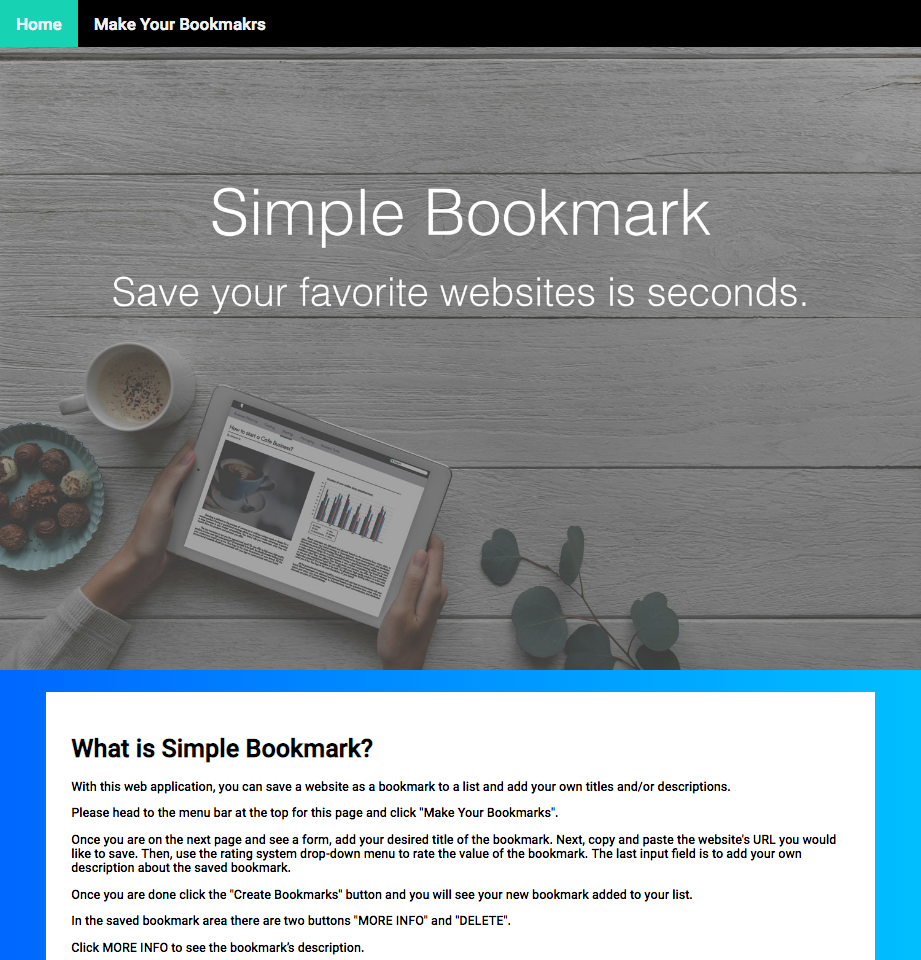 Home Make Your Bookmakrs
Simple Bookmark
Save your favorite websites is seconds.
How to start a Cafe Business?
What is Simple Bookmark?
With this web application, you can save a website as a bookmark to a list and add your own titles and/or descriptions.
Please head to the menu bar at the top for this page and click "Make Your Bookmarks".
Once you are on the next page and see a form, add your desired title of the bookmark. Next, copy and paste the website's URL you would
like to save. Then, use the rating system drop-down menu to rate the value of the bookmark. The last input field is to add your own
description about the saved bookmark.
Once you are done click the "Create Bookmarks" button and you will see your new bookmark added to your list.
In the saved bookmark area there are two buttons "MORE INFO" and "DELETE".
Click MORE INFO to see the bookmark's description.